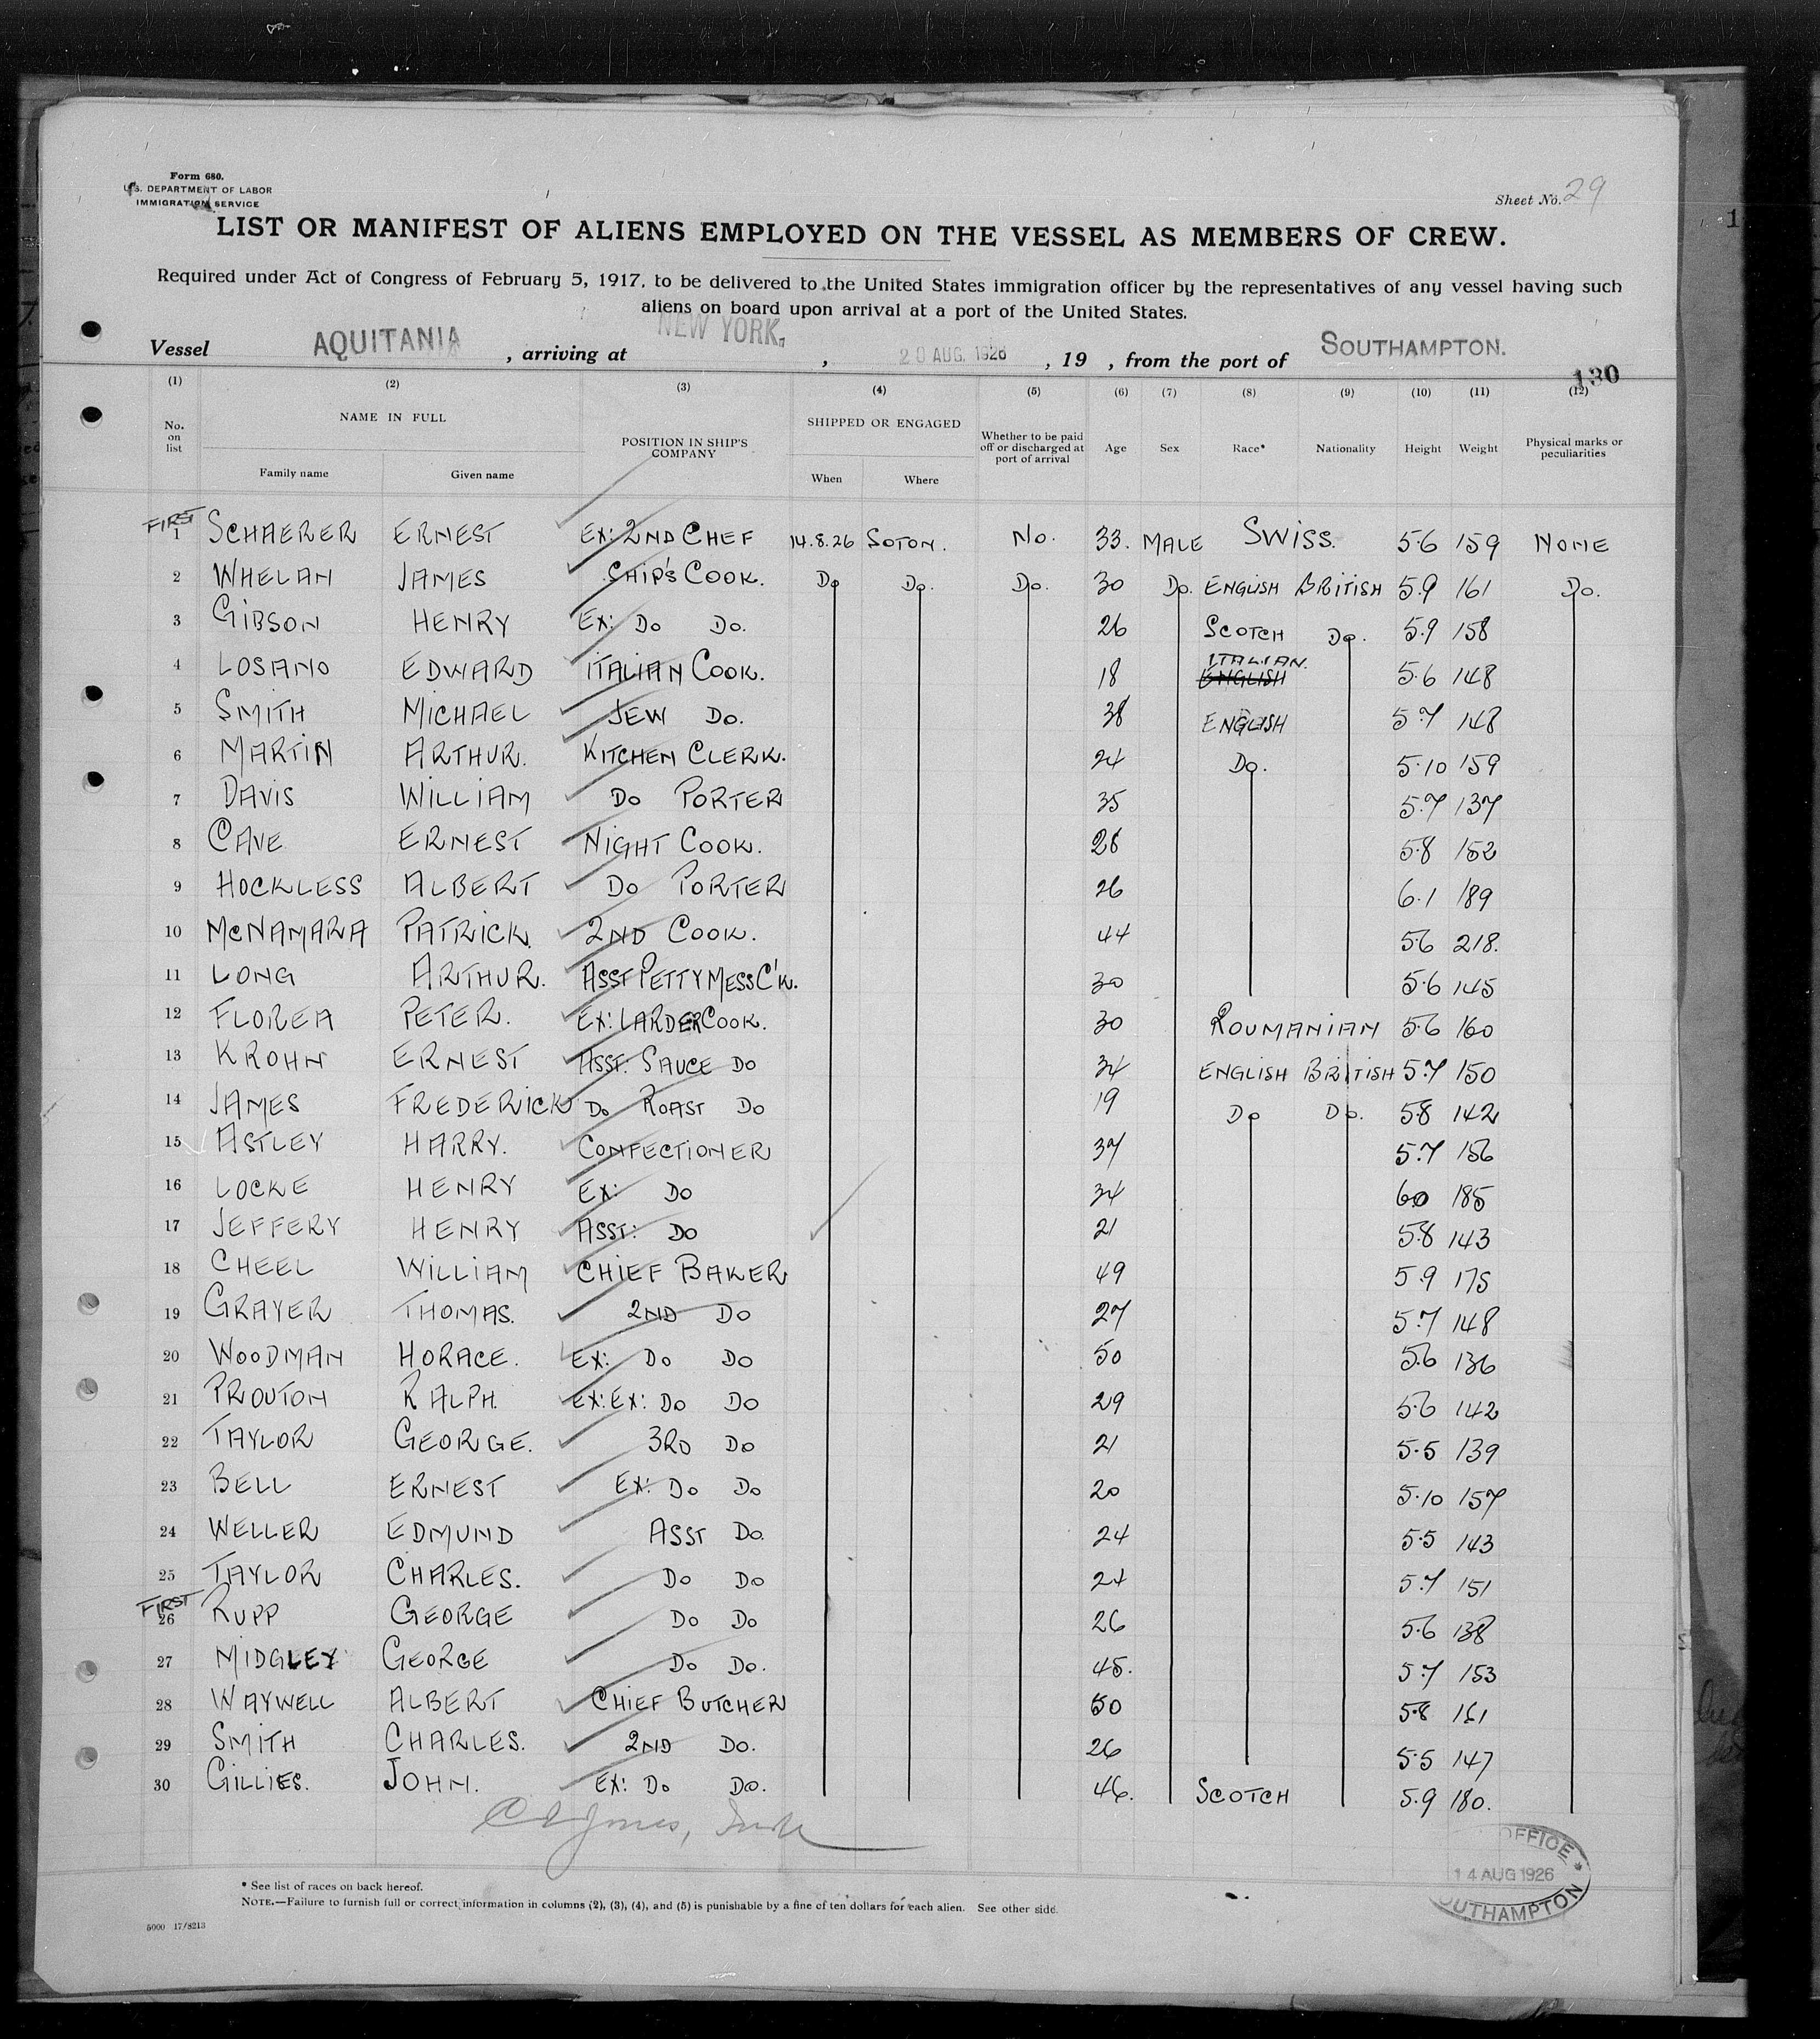 Form 680.
U.S. DEPARTMENT OF LABOR
IMMIGRATION SERVICE
Sheet No. 29
LIST OR MANIFEST OF ALIENS EMPLOYED ON THE VESSEL AS MEMBERS OF CREW.
Required under Act of Congress of February 5, 1917, to be delivered to the United States immigration officer by the representatives of any vessel having such
aliens on board upon arrival at a port of the United States.
Vessel AQUITANIA, arriving at NEW YORK, , 20 AUG. 1926, 19 , from the port of SOUTHAMPTON.
130
(1) (2) (3) (4) (5) (6) (7) (8) (9) (10) (11) (12)
No. on list NAME IN FULL Family name Given name POSITION IN SHIP'S COMPANY SHIPPED OR ENGAGED When Where Whether to be paid off or discharged at port of arrival Age Sex Race* Nationality Height Weight Physical marks or peculiarities
FIRST
1 SCHAERER ERNEST EX: 2ND CHEF 14.8.26 SOTON. NO. 33. MALE SWISS. 5.6 159 NONE
2 WHELAN JAMES SHIP'S COOK. DO DO. DO. 30 DO. ENGLISH BRITISH 5.9 161 DO.
3 GIBSON HENRY EX: DO DO. 26 SCOTCH DO. 5.9 158
4 LOSANO EDWARD ITALIAN COOK. 18 ITALIAN. ENGLISH 5.6 148
5 SMITH MICHAEL JEW DO. 38 ENGLISH 5.7 148
6 MARTIN ARTHUR. KITCHEN CLERK. 24 DO. 5.10 159
7 DAVIS WILLIAM DO PORTER 35 5.7 137
8 CAVE ERNEST NIGHT COOK. 28 5.8 152
9 HOCKLESS ALBERT DO PORTER 26 6.1 189
10 MCNAMARA PATRICK. 2ND COOK. 44 5.6 218.
11 LONG ARTHUR. ASST PETTY MESS C'K. 30 5.6 145
12 FLOREA PETER. EX: LARDER COOK. 30 ROUMANIAN 5.6 160
13 KROHN ERNEST ASST: SAUCE DO 34 ENGLISH BRITISH 5.7 150
14 JAMES FREDERICK DO ROAST DO 19 DO DO. 5.8 142
15 ASTLEY HARRY. CONFECTIONER 37 5.7 156
16 LOCKE HENRY EX: DO 34 6.0 185
17 JEFFERY HENRY ASST: DO 21 5.8 143
18 CHEEL WILLIAM CHIEF BAKER 49 5.9 175
19 GRAYER THOMAS. 2ND DO 27 5.7 148
20 WOODMAN HORACE. EX: DO DO 50 5.6 136
21 PROUTON RALPH. EX: EX: DO DO 29 5.6 142
22 TAYLOR GEORGE. 3RD DO 21 5.5 139
23 BELL ERNEST EX: DO DO 20 5.10 157
24 WELLER EDMUND ASST DO. 24 5.5 143
25 TAYLOR CHARLES. DO DO 24 5.7 151
FIRST
26 RUPP GEORGE DO DO 26 5.6 138
27 MIDGLEY GEORGE DO DO. 45. 5.7 153
28 WAYWELL ALBERT CHIEF BUTCHER 50 5.8 161
29 SMITH CHARLES. 2ND DO. 26 5.5 147
30 GILLIES. JOHN. EX: DO DO. 46. SCOTCH 5.9 180.
OFFICE
14 AUG 1926
SOUTHAMPTON
* See list of races on back hereof.
NOTE.—Failure to furnish full or correct information in columns (2), (3), (4), and (5) is punishable by a fine of ten dollars for each alien. See other side.
5000 17/8213